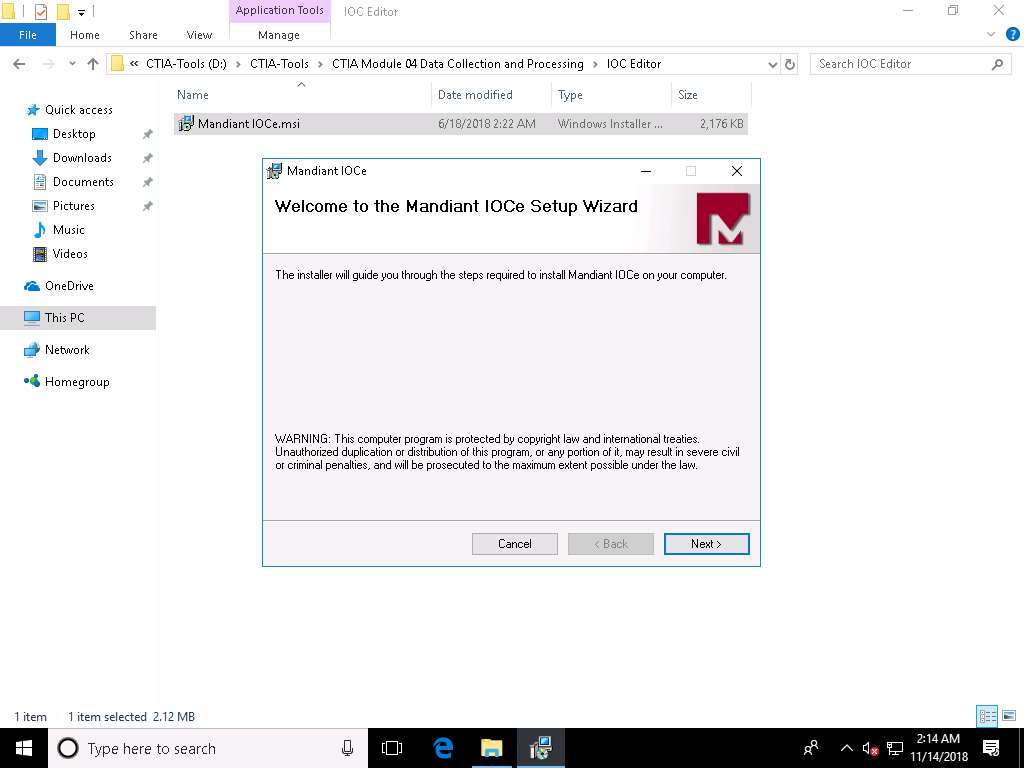 Application Tools
IOC Editor
File
Home
Share
View
Manage
« CTIA-Tools (D:) > CTIA-Tools > CTIA Module 04 Data Collection and Processing > IOC Editor
Search IOC Editor
Name
Date modified
Type
Size
Mandiant IOCe.msi
6/18/2018 2:22 AM
Windows Installer ...
2,176 KB
Quick access
Desktop
Downloads
Documents
Pictures
Music
Videos
OneDrive
This PC
Network
Homegroup
Mandiant IOCe
Welcome to the Mandiant IOCe Setup Wizard
The installer will guide you through the steps required to install Mandiant IOCe on your computer.
WARNING: This computer program is protected by copyright law and international treaties.
Unauthorized duplication or distribution of this program, or any portion of it, may result in severe civil
or criminal penalties, and will be prosecuted to the maximum extent possible under the law.
Cancel
< Back
Next >
1 item
1 item selected 2.12 MB
Type here to search
2:14 AM
11/14/2018